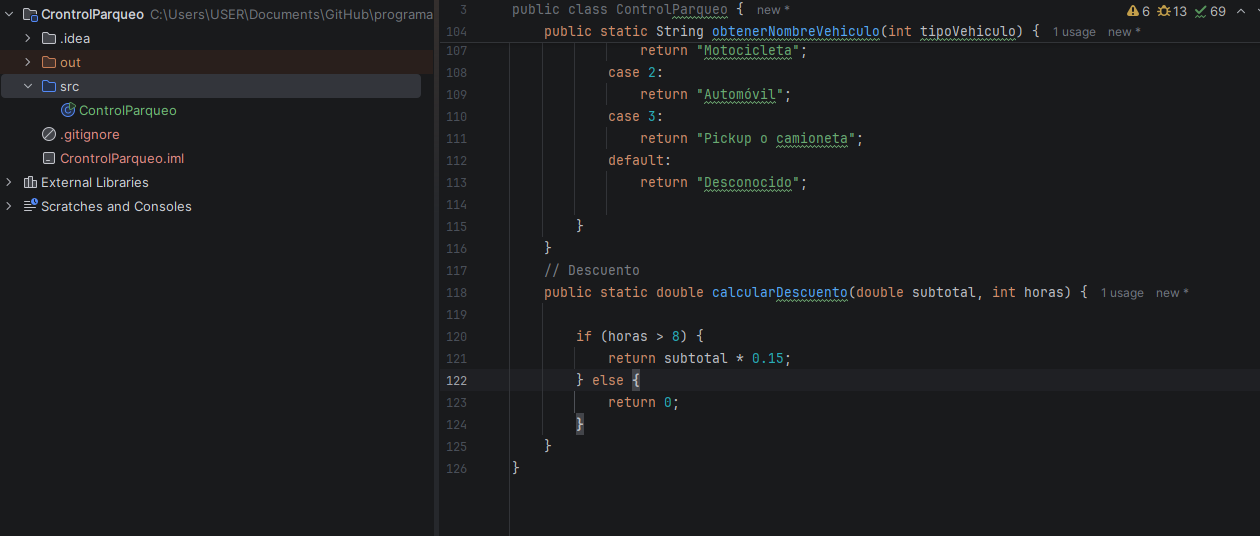 CrontrolParqueo C:\Users\USER\Documents\GitHub\programa
.idea
out
src
ControlParqueo
.gitignore
CrontrolParqueo.iml
External Libraries
Scratches and Consoles
3 public class ControlParqueo { new *
6 13 69
104 public static String obtenerNombreVehiculo(int tipoVehiculo) { 1 usage new *
107 return "Motocicleta";
108 case 2:
109 return "Automóvil";
110 case 3:
111 return "Pickup o camioneta";
112 default:
113 return "Desconocido";
114
115 }
116 }
117 // Descuento
118 public static double calcularDescuento(double subtotal, int horas) { 1 usage new *
119
120 if (horas > 8) {
121 return subtotal * 0.15;
122 } else {
123 return 0;
124 }
125 }
126 }